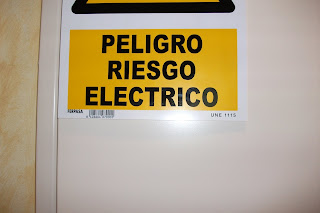 PELIGRO
RIESGO
ELECTRICO
UNE 1115